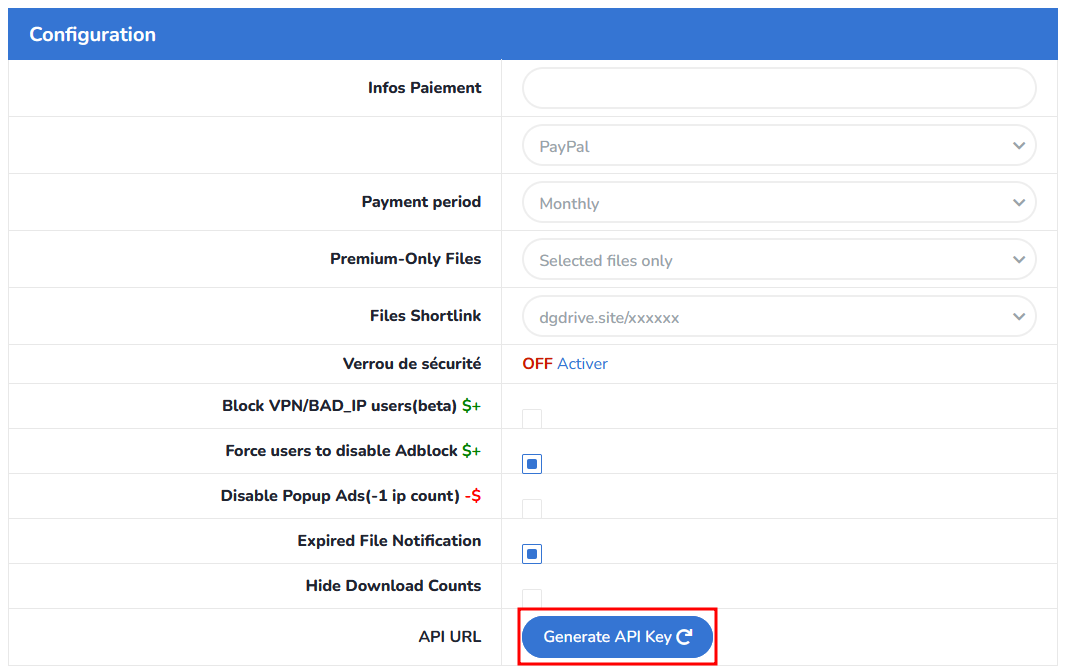 Configuration
Infos Paiement
PayPal
Payment period Monthly
Premium-Only Files Selected files only
Files Shortlink dgdrive.site/xxxxxx
Verrou de sécurité OFF Activer
Block VPN/BAD_IP users(beta) $+
Force users to disable Adblock $+
Disable Popup Ads(-1 ip count) -$
Expired File Notification
Hide Download Counts
API URL Generate API Key